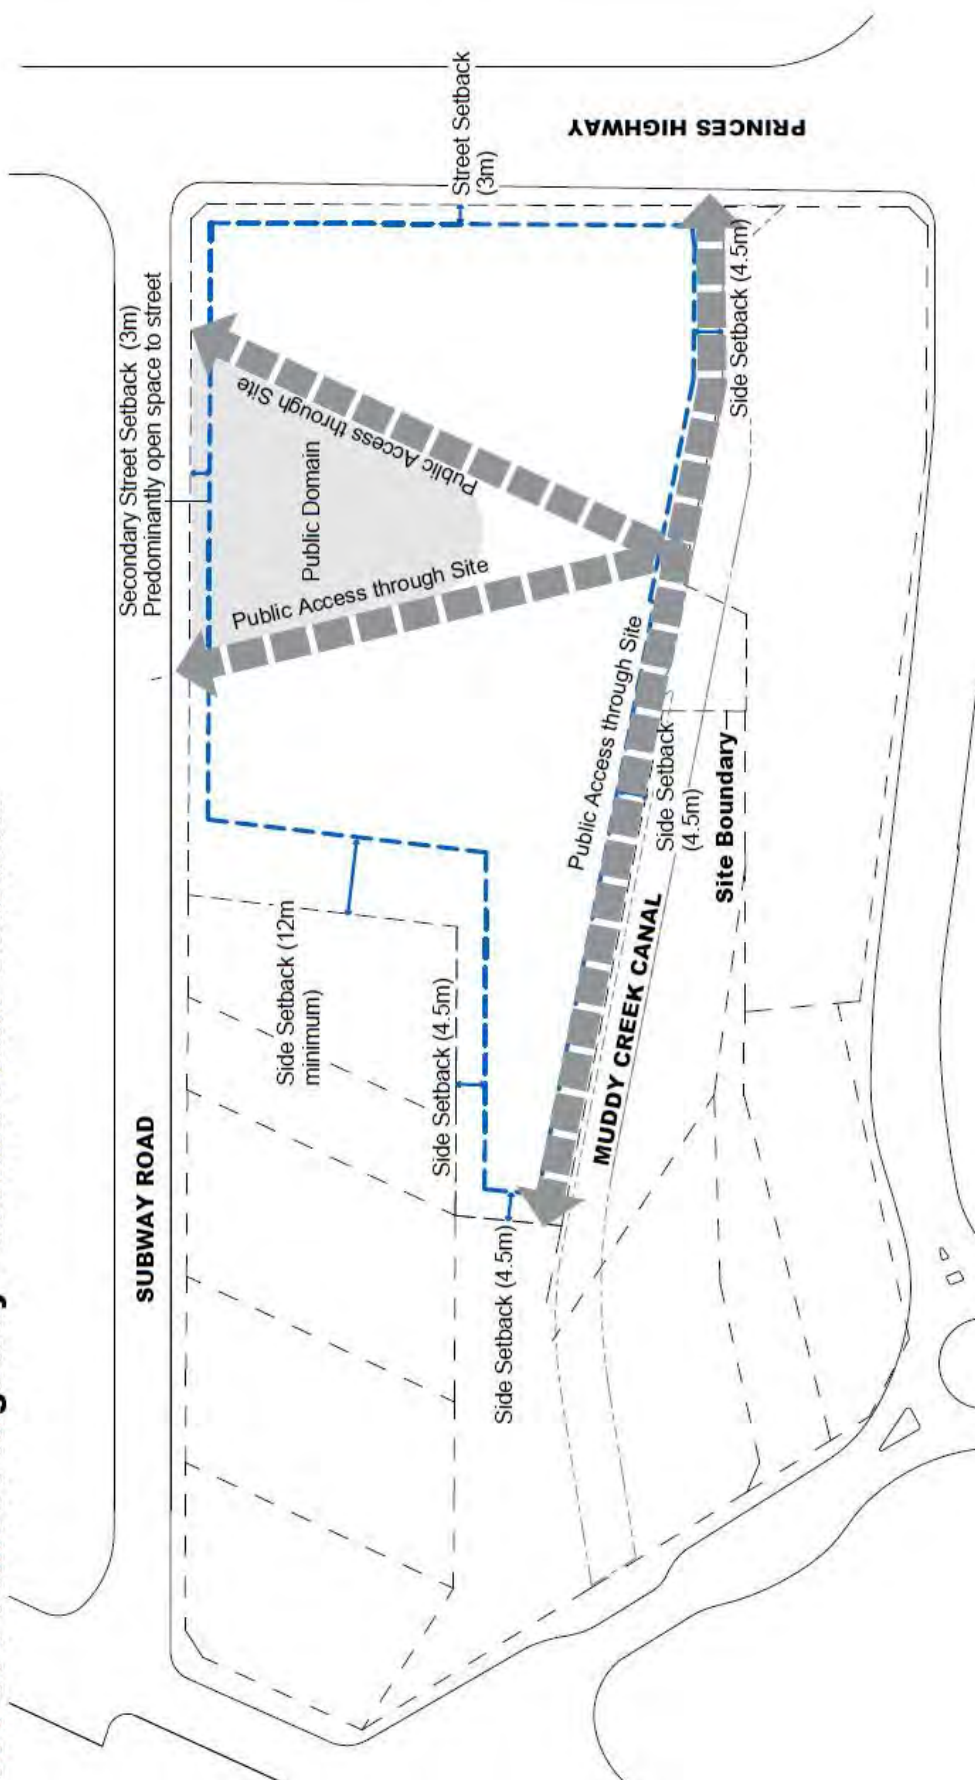 PRINCES HIGHWAY
Street Setback
(3m)
Secondary Street Setback (3m)
Predominantly open space to street
Public Access through Site
Public Domain
Public Access through Site
Side Setback (4.5m)
Public Access through Site
Side Setback
(4.5m)
Site Boundary
MUDDY CREEK CANAL
Side Setback (12m
minimum)
Side Setback (4.5m)
Side Setback (4.5m)
SUBWAY ROAD